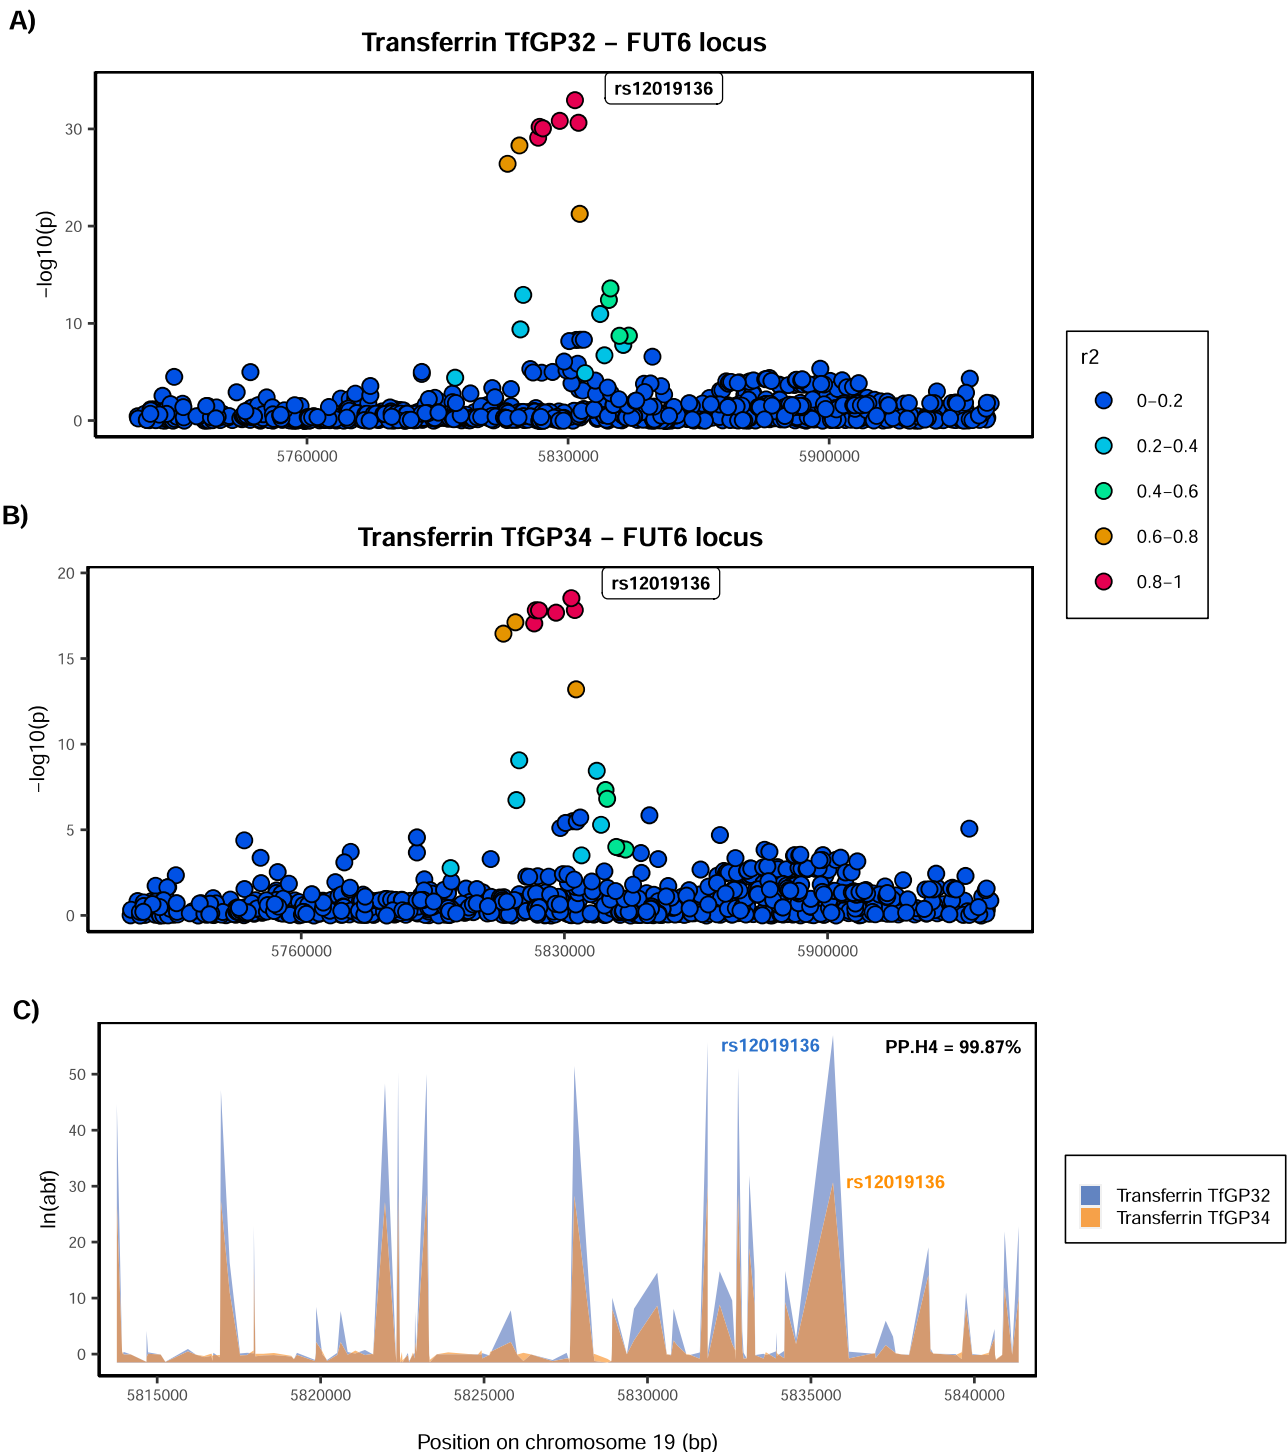 A)
Transferrin TfGP32 – FUT6 locus
rs12019136
30
20
10
0
−log10(p)
5760000 5830000 5900000
r2
0−0.2
0.2−0.4
0.4−0.6
0.6−0.8
0.8−1
B)
Transferrin TfGP34 – FUT6 locus
rs12019136
20
15
10
5
0
−log10(p)
5760000 5830000 5900000
C)
rs12019136
PP.H4 = 99.87%
rs12019136
50
40
30
20
10
0
ln(abf)
5815000 5820000 5825000 5830000 5835000 5840000
Position on chromosome 19 (bp)
Transferrin TfGP32
Transferrin TfGP34